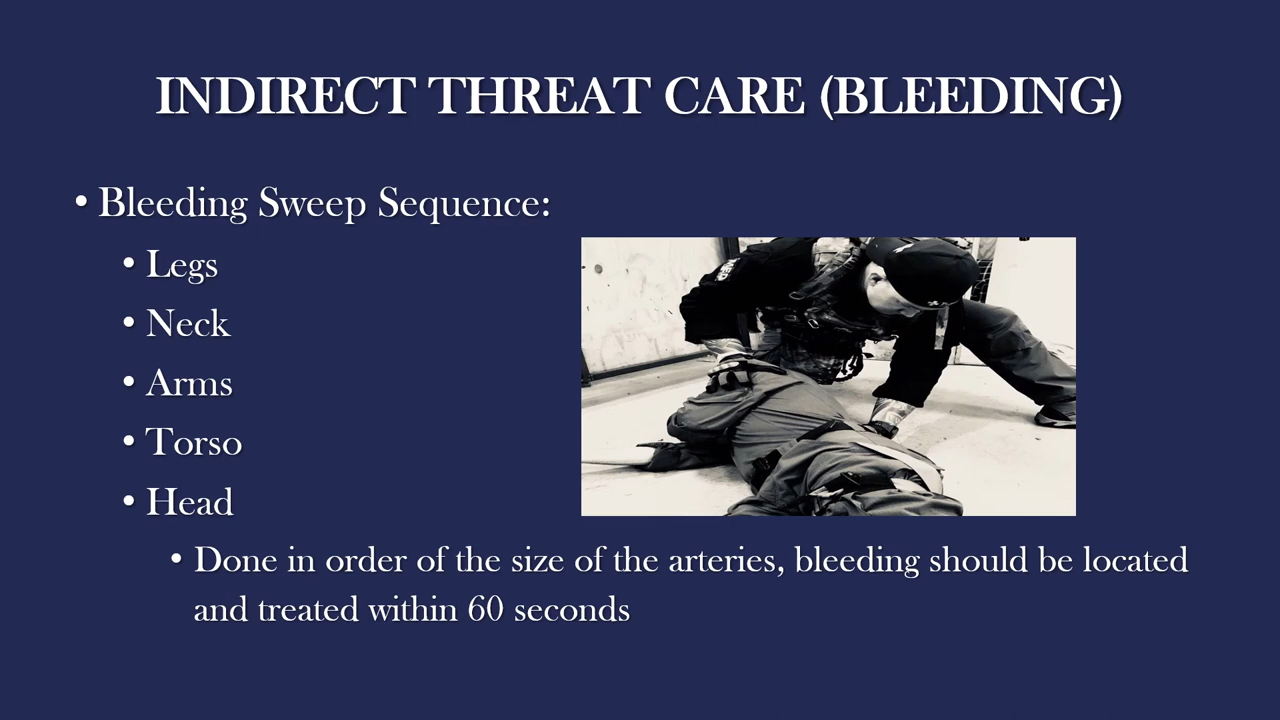 INDIRECT THREAT CARE (BLEEDING)
• Bleeding Sweep Sequence:
• Legs
• Neck
• Arms
• Torso
• Head
• Done in order of the size of the arteries, bleeding should be located
and treated within 60 seconds